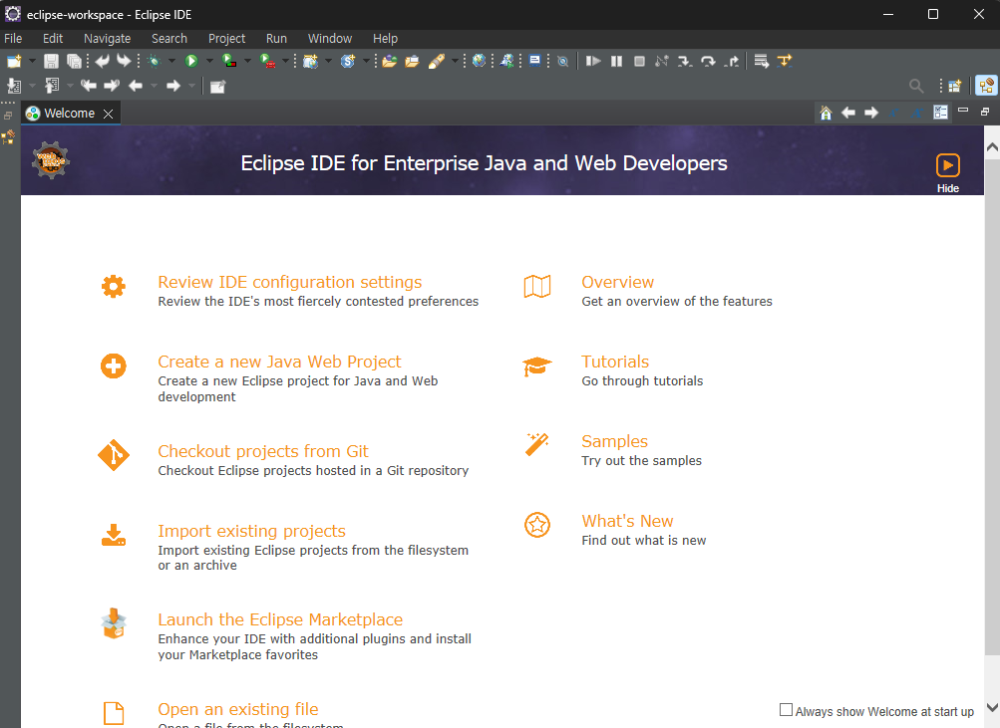 eclipse-workspace - Eclipse IDE
File Edit Navigate Search Project Run Window Help
Welcome
Eclipse IDE for Enterprise Java and Web Developers
Hide
Review IDE configuration settings
Review the IDE's most fiercely contested preferences
Create a new Java Web Project
Create a new Eclipse project for Java and Web
development
Checkout projects from Git
Checkout Eclipse projects hosted in a Git repository
Import existing projects
Import existing Eclipse projects from the filesystem
or an archive
Launch the Eclipse Marketplace
Enhance your IDE with additional plugins and install
your Marketplace favorites
Open an existing file
Open a file from the filesystem
Overview
Get an overview of the features
Tutorials
Go through tutorials
Samples
Try out the samples
What's New
Find out what is new
Always show Welcome at start up